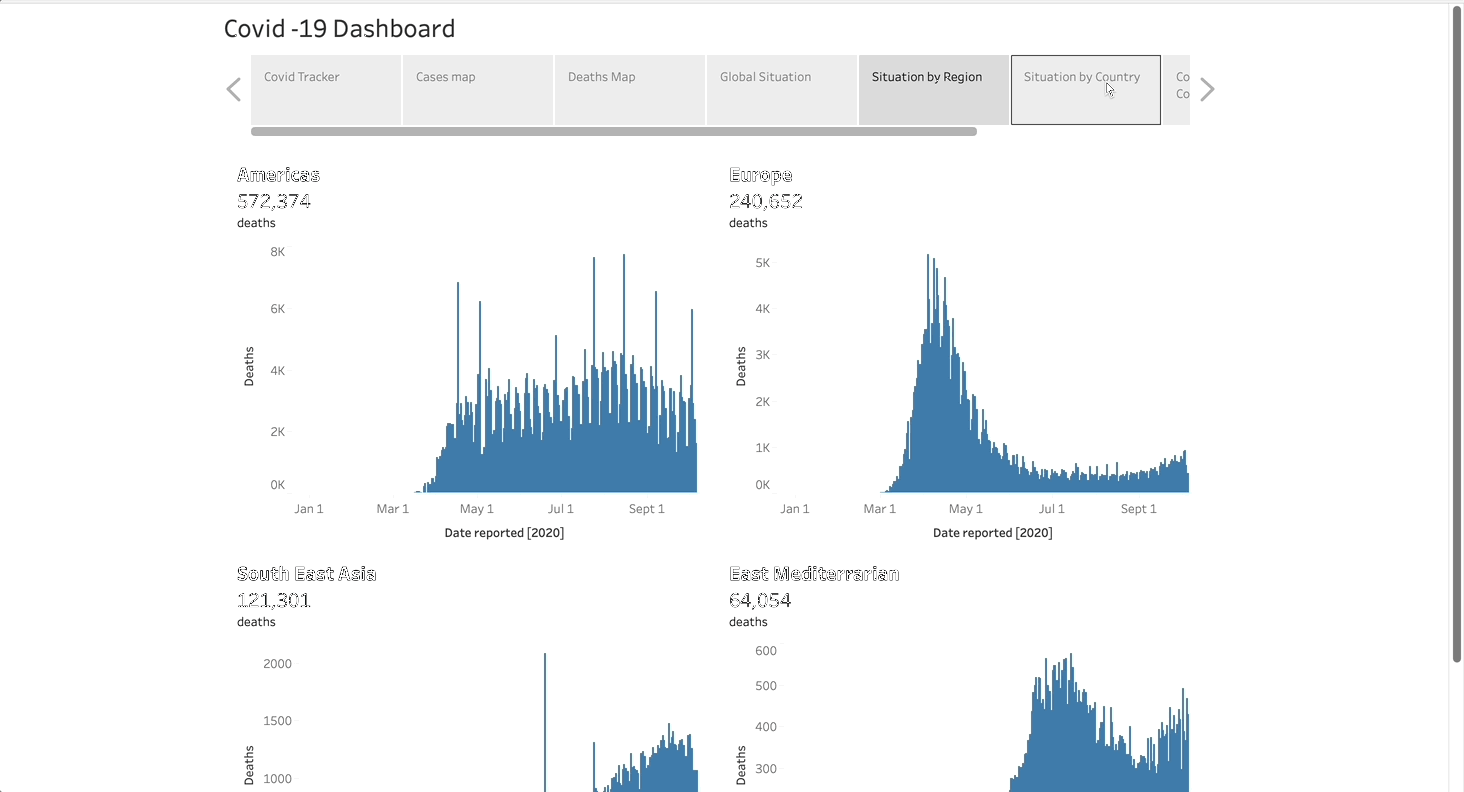 Covid -19 Dashboard
Covid Tracker
Cases map
Deaths Map
Global Situation
Situation by Region
Situation by Country
Co
Co
Americas
572,374
deaths
8K
6K
4K
2K
0K
Deaths
Jan 1
Mar 1
May 1
Jul 1
Sept 1
Date reported [2020]
Europe
240,652
deaths
5K
4K
3K
2K
1K
0K
Deaths
Jan 1
Mar 1
May 1
Jul 1
Sept 1
Date reported [2020]
South East Asia
121,301
deaths
2000
1500
1000
Deaths
East Mediterrarian
64,054
deaths
600
500
400
300
Deaths